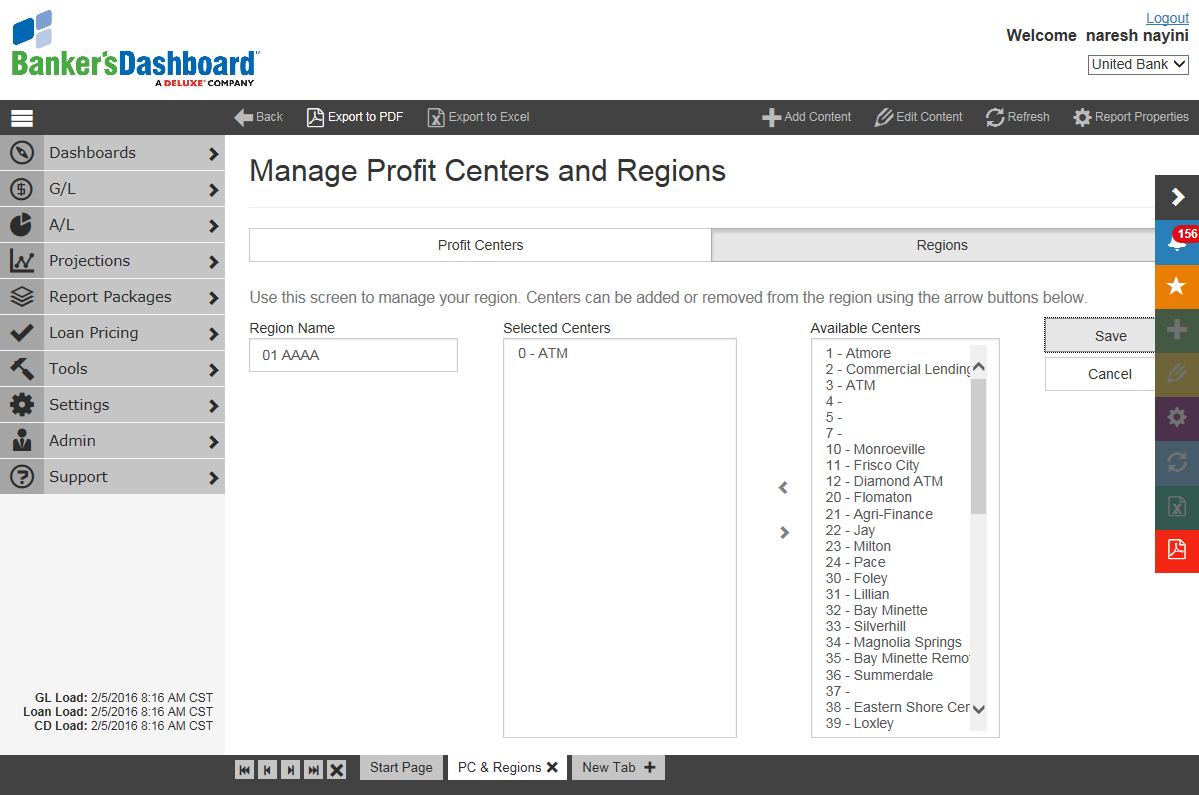 Logout
Welcome naresh nayini
United Bank
Banker'sDashboard
A DELUXE COMPANY
Back
Export to PDF
Export to Excel
Add Content
Edit Content
Refresh
Report Properties
Dashboards
G/L
A/L
Projections
Report Packages
Loan Pricing
Tools
Settings
Admin
Support
GL Load: 2/5/2016 8:16 AM CST
Loan Load: 2/5/2016 8:16 AM CST
CD Load: 2/5/2016 8:16 AM CST
Manage Profit Centers and Regions
Profit Centers
Regions
Use this screen to manage your region. Centers can be added or removed from the region using the arrow buttons below.
Region Name
01 AAAA
Selected Centers
0 - ATM
Available Centers
1 - Atmore
2 - Commercial Lending
3 - ATM
4 -
5 -
7 -
10 - Monroeville
11 - Frisco City
12 - Diamond ATM
20 - Flomaton
21 - Agri-Finance
22 - Jay
23 - Milton
24 - Pace
30 - Foley
31 - Lillian
32 - Bay Minette
33 - Silverhill
34 - Magnolia Springs
35 - Bay Minette Remo
36 - Summerdale
37 -
38 - Eastern Shore Cer
39 - Loxley
Save
Cancel
156
Start Page
PC & Regions
New Tab